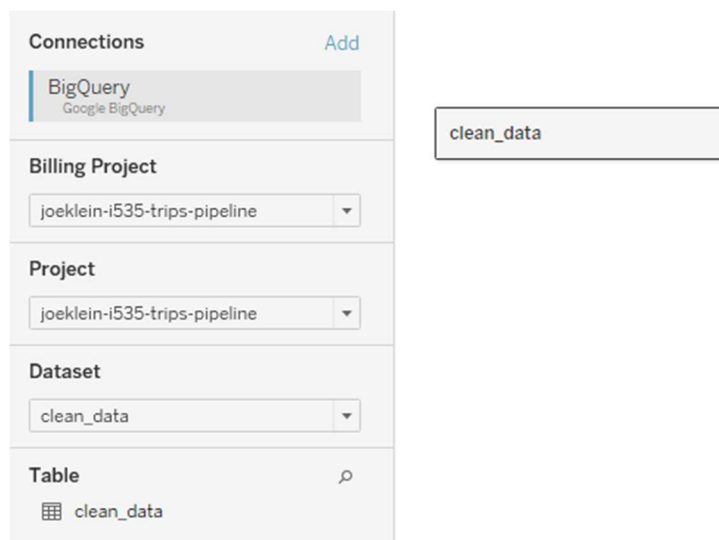 Connections Add
BigQuery
Google BigQuery
clean_data
Billing Project
joeklein-i535-trips-pipeline
Project
joeklein-i535-trips-pipeline
Dataset
clean_data
Table
clean_data